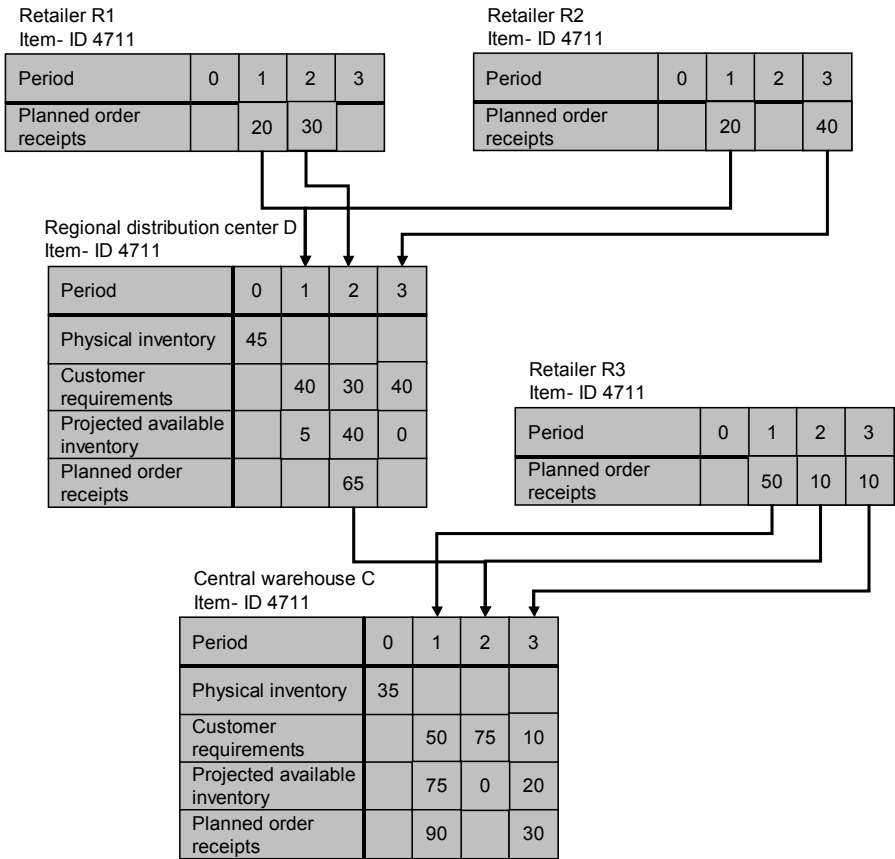 Retailer R1
Item- ID 4711
Period 0 1 2 3
Planned order
receipts 20 30
Retailer R2
Item- ID 4711
Period 0 1 2 3
Planned order
receipts 20 40
Regional distribution center D
Item- ID 4711
Period 0 1 2 3
Physical inventory 45
Customer
requirements 40 30 40
Projected available
inventory 5 40 0
Planned order
receipts 65
Retailer R3
Item- ID 4711
Period 0 1 2 3
Planned order
receipts 50 10 10
Central warehouse C
Item- ID 4711
Period 0 1 2 3
Physical inventory 35
Customer
requirements 50 75 10
Projected available
inventory 75 0 20
Planned order
receipts 90 30